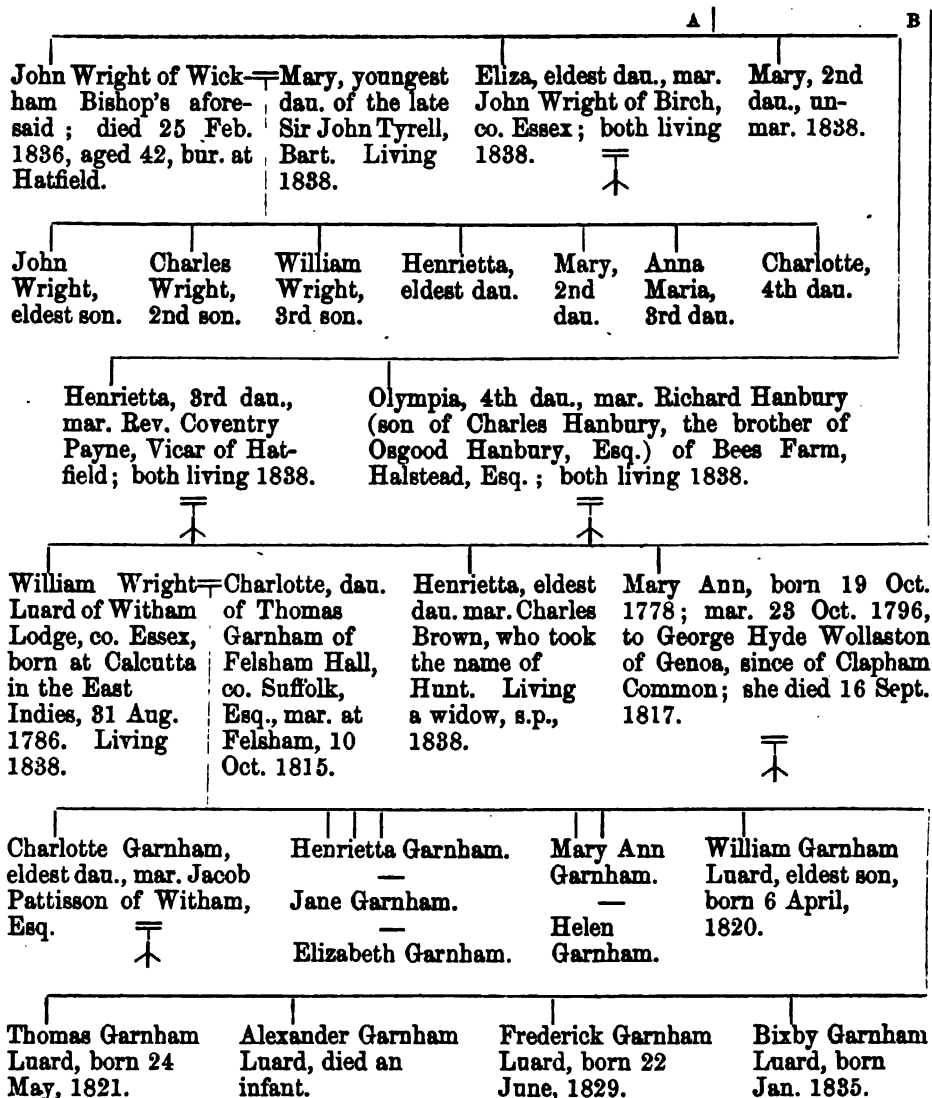 A B
John Wright of Wick-
ham Bishop's afore-
said ; died 25 Feb.
1836, aged 42, bur. at
Hatfield.
Mary, youngest
dau. of the late
Sir John Tyrell,
Bart. Living
1838.
Eliza, eldest dau., mar.
John Wright of Birch,
co. Essex ; both living
1838.
Mary, 2nd
dau., un-
mar. 1838.
John
Wright,
eldest son.
Charles
Wright,
2nd son.
William
Wright,
3rd son.
Henrietta,
eldest dau.
Mary,
2nd
dau.
Anna
Maria,
3rd dau.
Charlotte,
4th dau.
Henrietta, 3rd dau.,
mar. Rev. Coventry
Payne, Vicar of Hat-
field ; both living 1838.
Olympia, 4th dau., mar. Richard Hanbury
(son of Charles Hanbury, the brother of
Osgood Hanbury, Esq.) of Bees Farm,
Halstead, Esq. ; both living 1838.
William Wright
Luard of Witham
Lodge, co. Essex,
born at Calcutta
in the East
Indies, 31 Aug.
1786. Living
1838.
Charlotte, dau.
of Thomas
Garnham of
Felsham Hall,
co. Suffolk,
Esq., mar. at
Felsham, 10
Oct. 1815.
Henrietta, eldest
dau. mar. Charles
Brown, who took
the name of
Hunt. Living
a widow, s.p.,
1838.
Mary Ann, born 19 Oct.
1778 ; mar. 23 Oct. 1796,
to George Hyde Wollaston
of Genoa, since of Clapham
Common ; she died 16 Sept.
1817.
Charlotte Garnham,
eldest dau., mar. Jacob
Pattisson of Witham,
Esq.
Henrietta Garnham.
—
Jane Garnham.
—
Elizabeth Garnham.
Mary Ann
Garnham.
—
Helen
Garnham.
William Garnham
Luard, eldest son,
born 6 April,
1820.
Thomas Garnham
Luard, born 24
May, 1821.
Alexander Garnham
Luard, died an
infant.
Frederick Garnham
Luard, born 22
June, 1829.
Bixby Garnham
Luard, born
Jan. 1835.